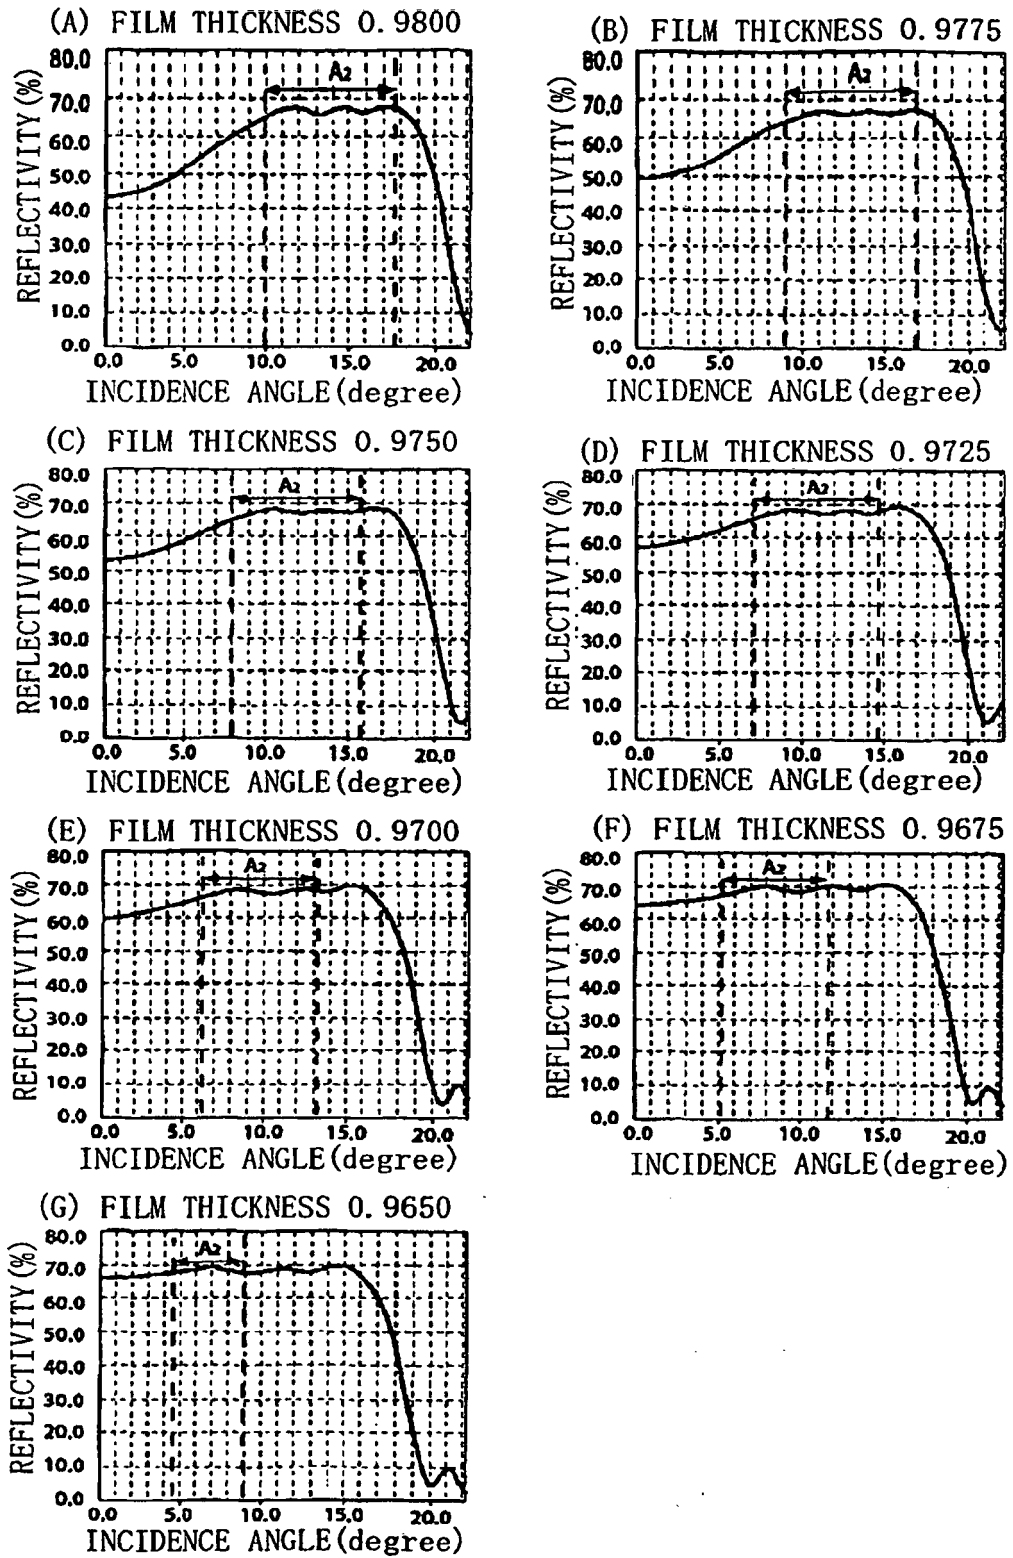 (A) FILM THICKNESS 0.9800
REFLECTIVITY(%)
80.0
70.0
60.0
50.0
40.0
30.0
20.0
10.0
0.0
A2
0.0 5.0 10.0 15.0 20.0
INCIDENCE ANGLE(degree)
(B) FILM THICKNESS 0.9775
REFLECTIVITY(%)
80.0
70.0
60.0
50.0
40.0
30.0
20.0
10.0
0.0
A2
0.0 5.0 10.0 15.0 20.0
INCIDENCE ANGLE(degree)
(C) FILM THICKNESS 0.9750
REFLECTIVITY(%)
80.0
70.0
60.0
50.0
40.0
30.0
20.0
10.0
0.0
A2
0.0 5.0 10.0 15.0 20.0
INCIDENCE ANGLE(degree)
(D) FILM THICKNESS 0.9725
REFLECTIVITY(%)
80.0
70.0
60.0
50.0
40.0
30.0
20.0
10.0
0.0
A2
0.0 5.0 10.0 15.0 20.0
INCIDENCE ANGLE(degree)
(E) FILM THICKNESS 0.9700
REFLECTIVITY(%)
80.0
70.0
60.0
50.0
40.0
30.0
20.0
10.0
0.0
A2
0.0 5.0 10.0 15.0 20.0
INCIDENCE ANGLE(degree)
(F) FILM THICKNESS 0.9675
REFLECTIVITY(%)
80.0
70.0
60.0
50.0
40.0
30.0
20.0
10.0
0.0
A2
0.0 5.0 10.0 15.0 20.0
INCIDENCE ANGLE(degree)
(G) FILM THICKNESS 0.9650
REFLECTIVITY(%)
80.0
70.0
60.0
50.0
40.0
30.0
20.0
10.0
0.0
A2
0.0 5.0 10.0 15.0 20.0
INCIDENCE ANGLE(degree)